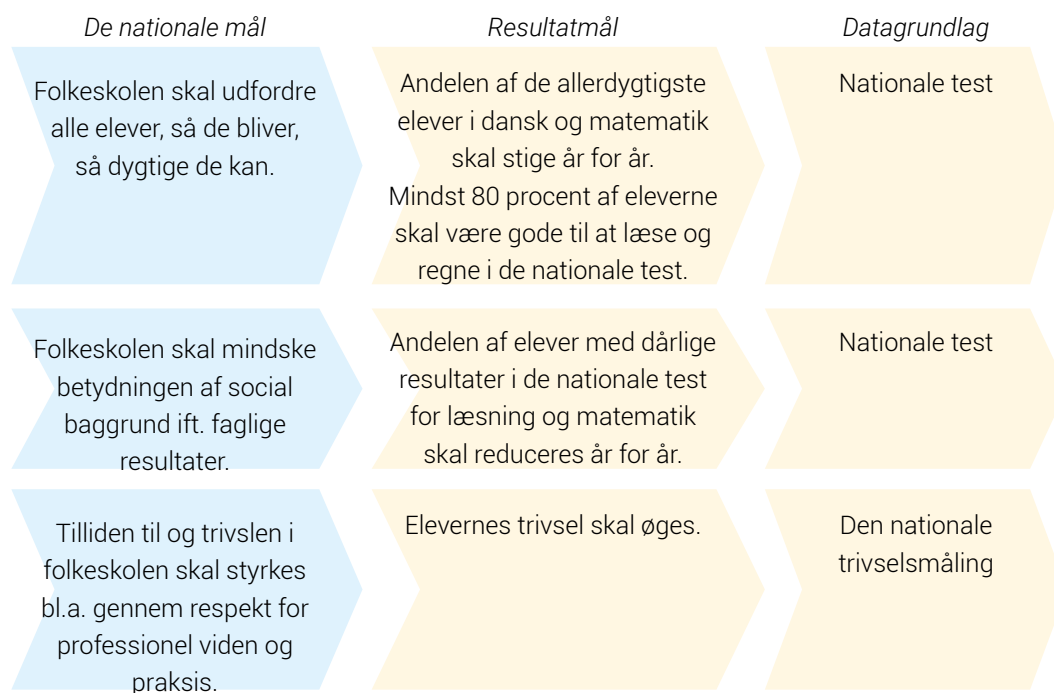 De nationale mål
Resultatmål
Datagrundlag
Folkeskolen skal udfordre
alle elever, så de bliver,
så dygtige de kan.
Andelen af de allerdygtigste
elever i dansk og matematik
skal stige år for år.
Mindst 80 procent af eleverne
skal være gode til at læse og
regne i de nationale test.
Nationale test
Folkeskolen skal mindske
betydningen af social
baggrund ift. faglige
resultater.
Andelen af elever med dårlige
resultater i de nationale test
for læsning og matematik
skal reduceres år for år.
Nationale test
Tilliden til og trivslen i
folkeskolen skal styrkes
bl.a. gennem respekt for
professionel viden og
praksis.
Elevernes trivsel skal øges.
Den nationale
trivselsmåling